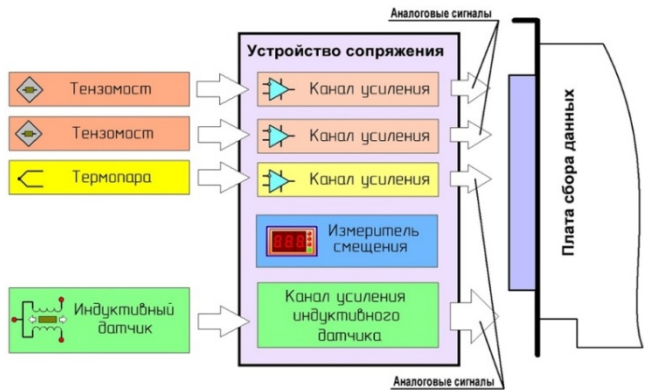 Аналоговые сигналы
Устройство сопряжения
Тензомост
Канал усиления
Тензомост
Канал усиления
Термопара
Канал усиления
888
Измеритель
смещения
Индуктивный
датчик
Канал усиления
индуктивного
датчика
Плата сбора данных
Аналоговые сигналы